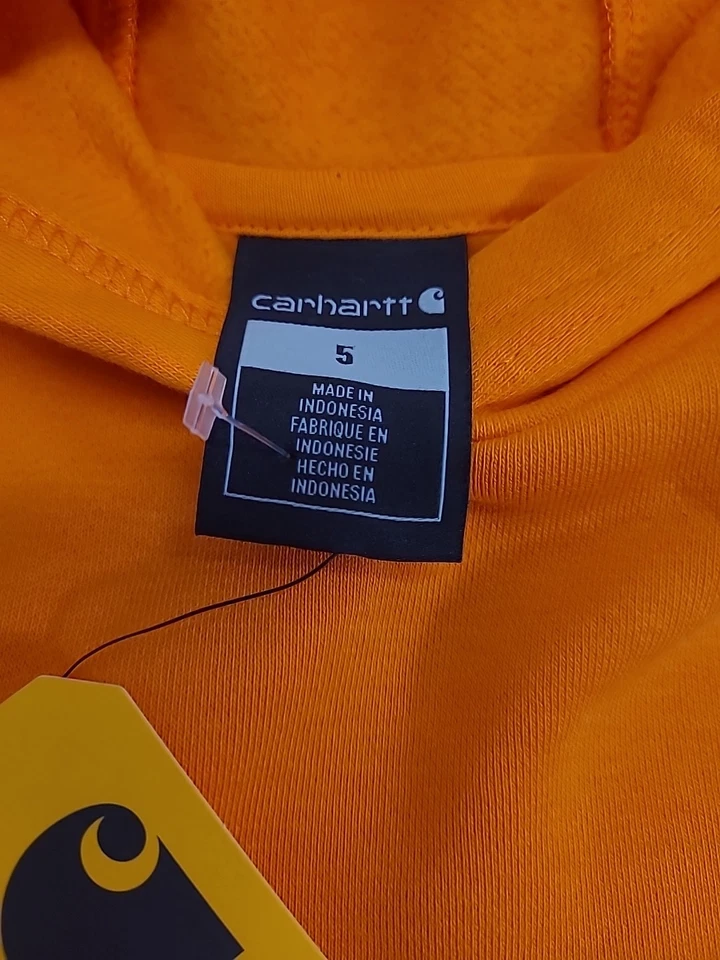 carhartt
5
MADE IN
INDONESIA
FABRIQUE EN
INDONESIE
HECHO EN
INDONESIA